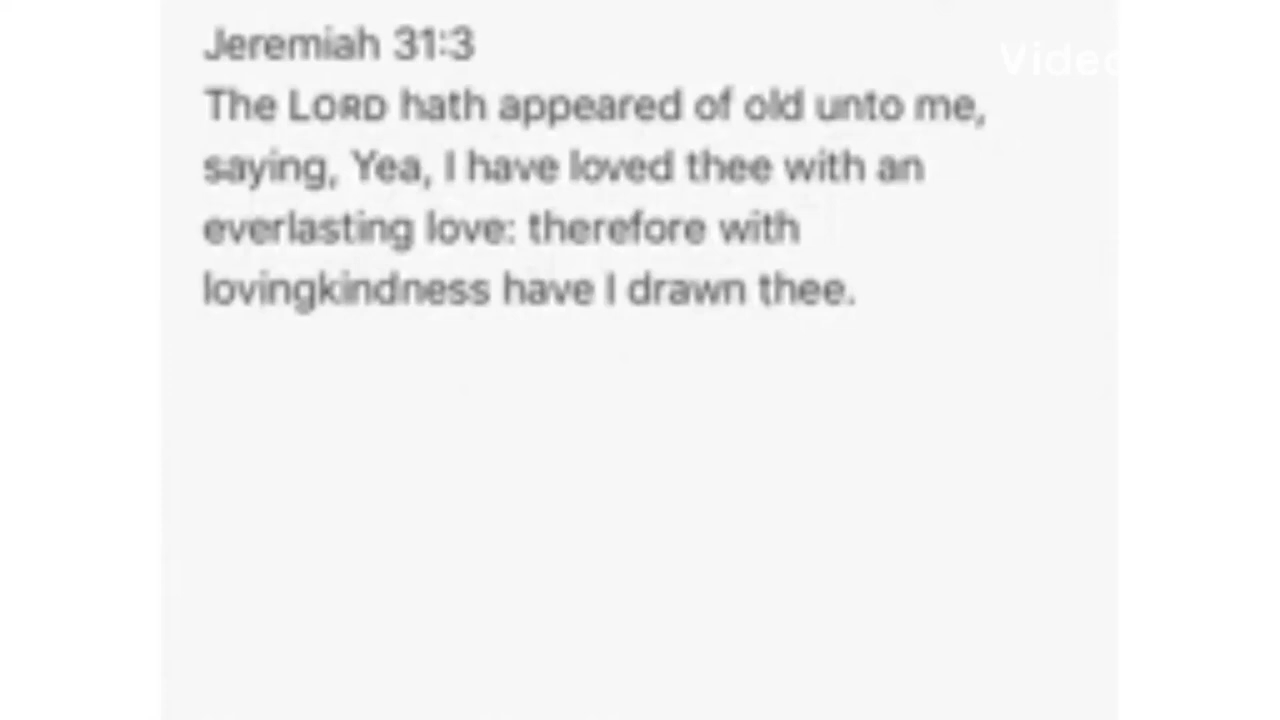 Jeremiah 31:3
Video
The LORD hath appeared of old unto me,
saying, Yea, I have loved thee with an
everlasting love: therefore with
lovingkindness have I drawn thee.